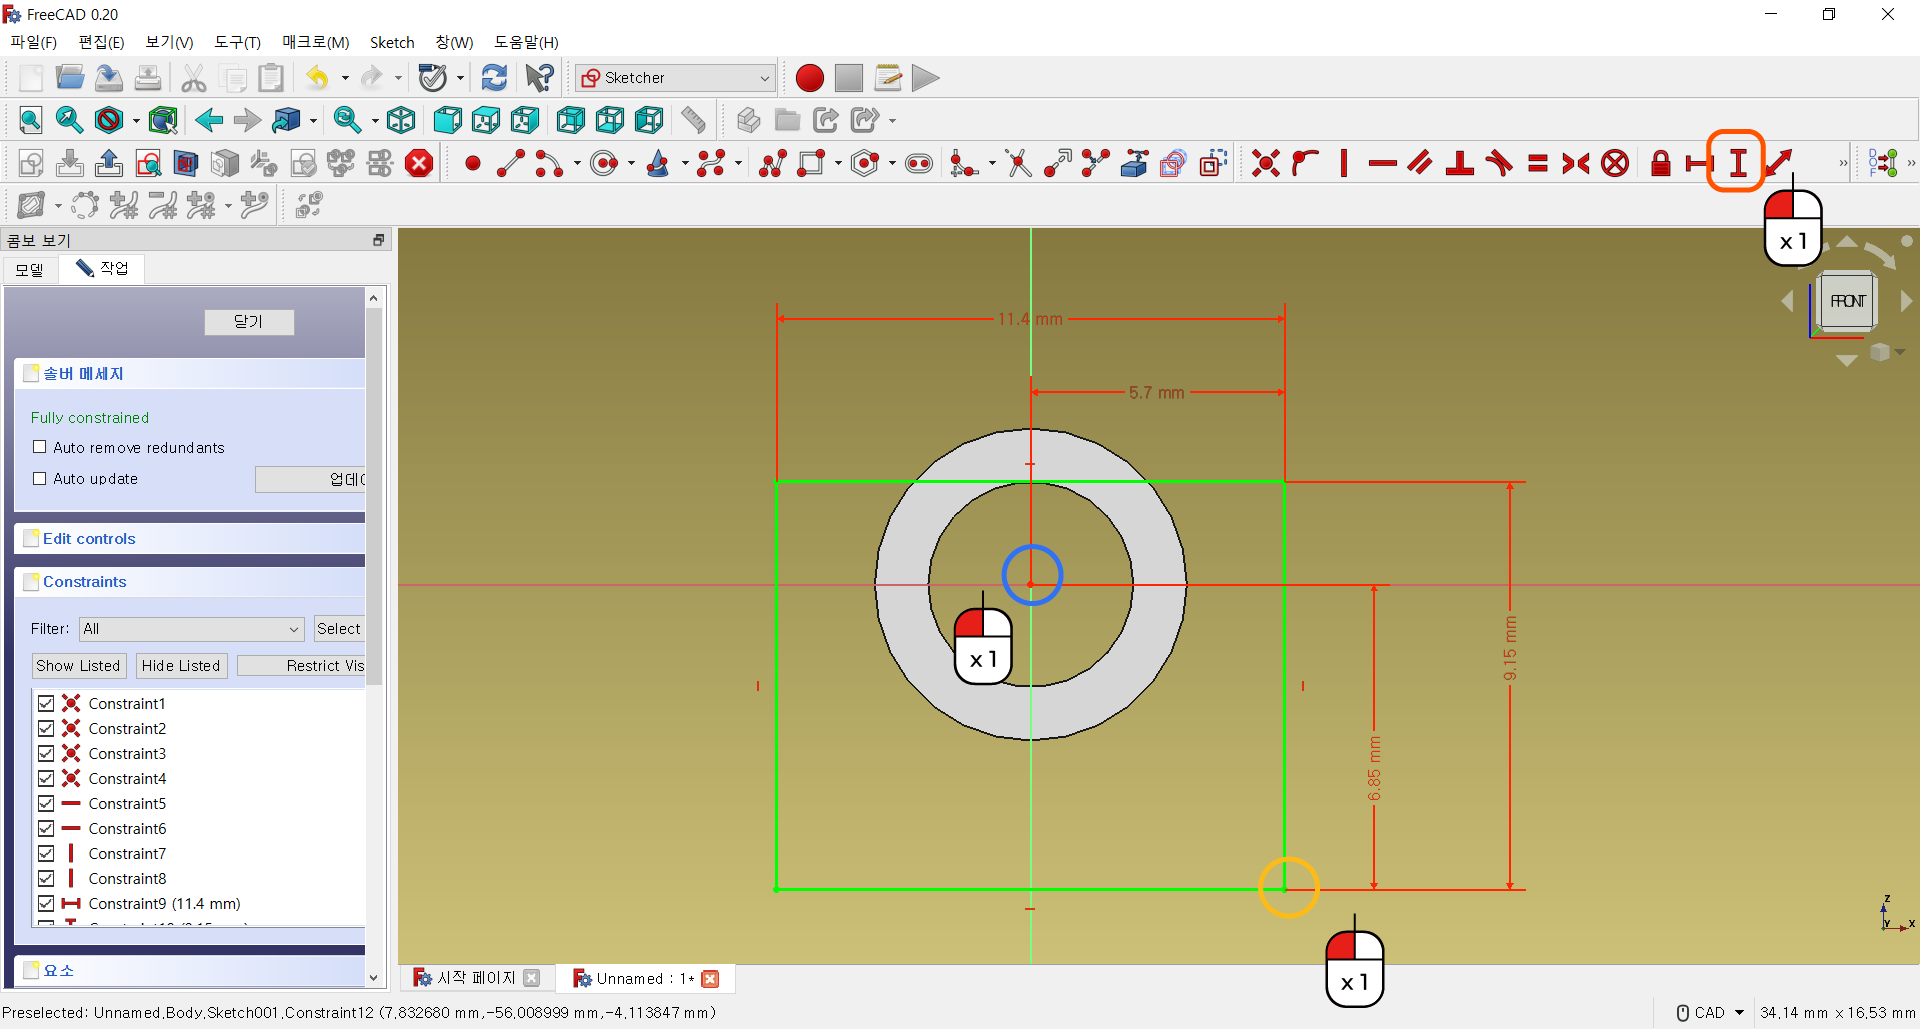 FreeCAD 0.20
파일(F) 편집(E) 보기(V) 도구(T) 매크로(M) Sketch 창(W) 도움말(H)
Sketcher
DOF
콤보 보기
모델 작업
닫기
솔버 메세지
Fully constrained
Auto remove redundants
Auto update
Edit controls
Constraints
Filter: All Select
Show Listed Hide Listed Restrict Vis
Constraint1
Constraint2
Constraint3
Constraint4
Constraint5
Constraint6
Constraint7
Constraint8
Constraint9 (11.4 mm)
요소
x 1
FRONT
11.4 mm
5.7 mm
9.15 mm
x 1
6.85 mm
x 1
Z
Y X
시작 페이지 Unnamed : 1*
Preselected: Unnamed.Body.Sketch001.Constraint12 (7.832680 mm,-56.008999 mm,-4.113847 mm)
CAD 34.14 mm x 16.53 mm